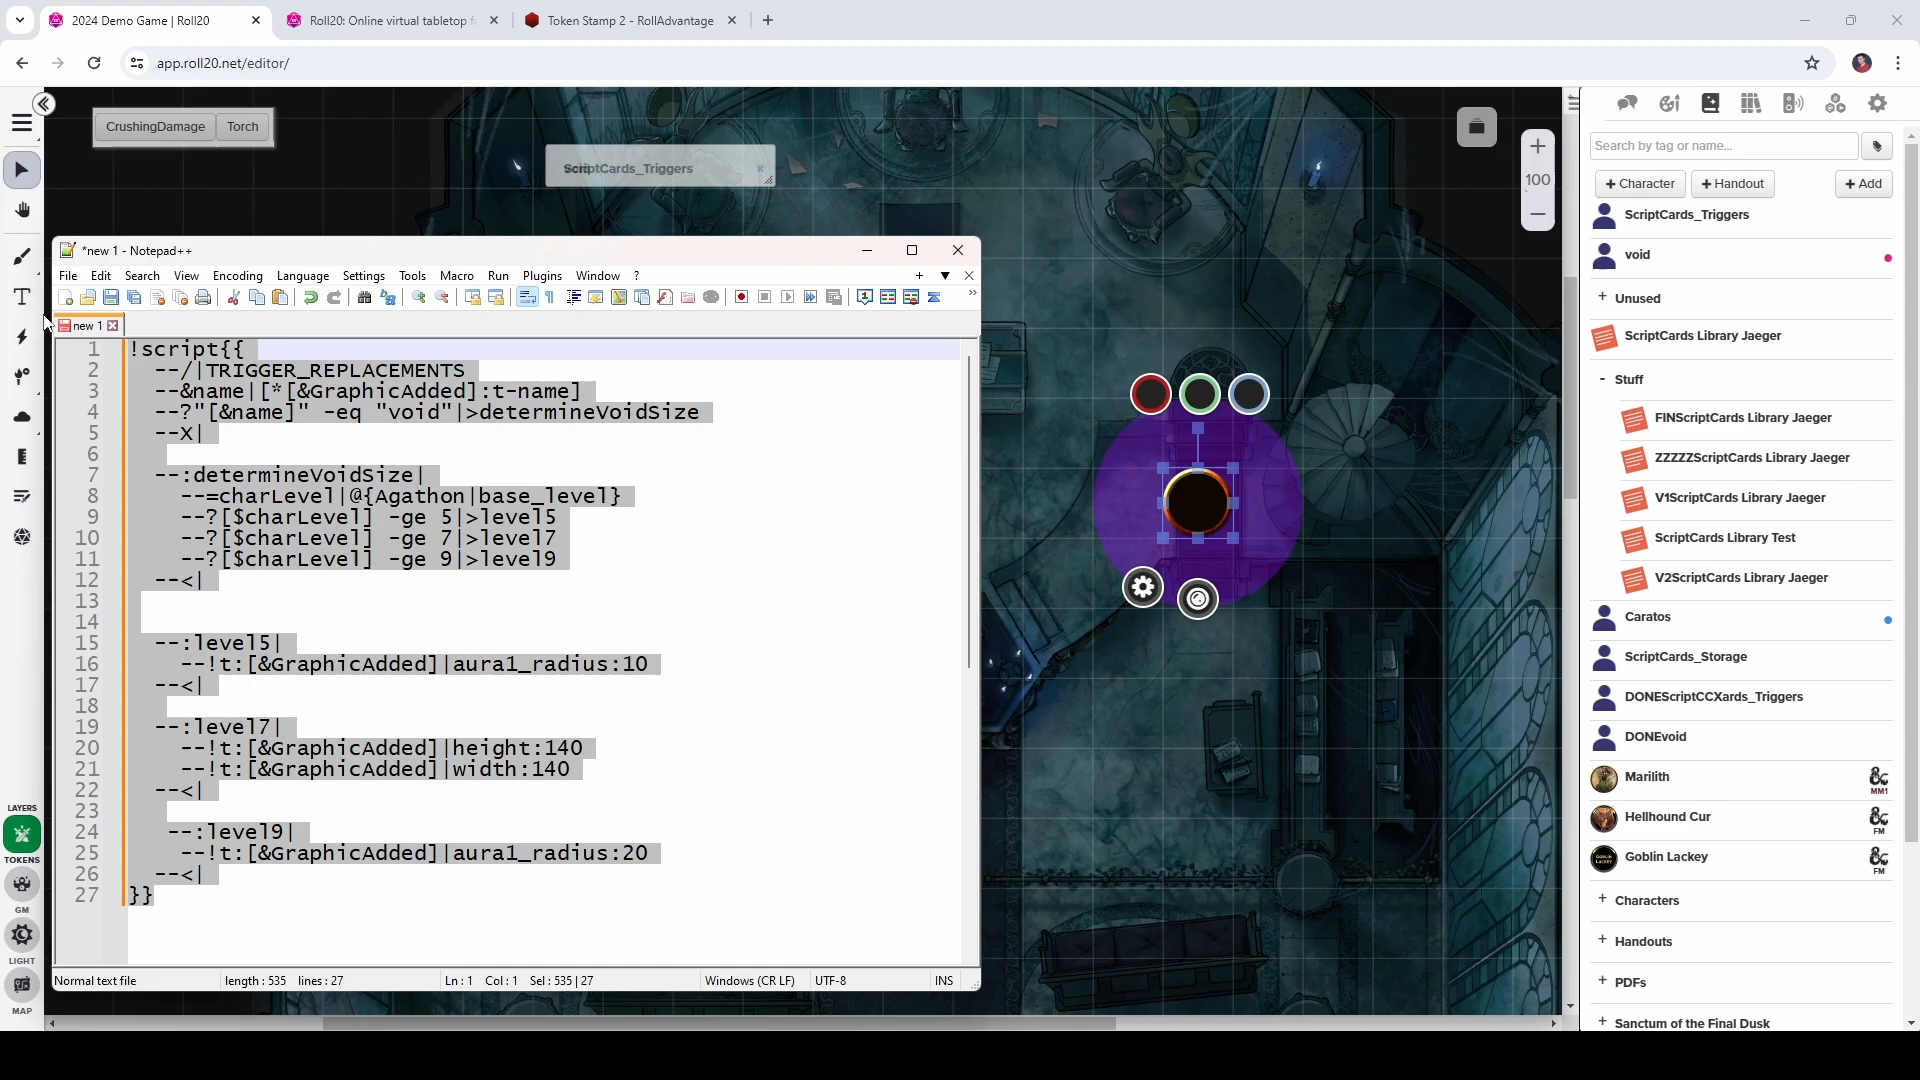 2024 Demo Game | Roll20
Roll20: Online virtual tabletop f
Token Stamp 2 - RollAdvantage
app.roll20.net/editor/
CrushingDamage
Torch
ScriptCards_Triggers
100
Search by tag or name...
+ Character
+ Handout
+ Add
*new 1 - Notepad++
File Edit Search View Encoding Language Settings Tools Macro Run Plugins Window ?
new 1
1 !script{{
2 --/|TRIGGER_REPLACEMENTS
3 --&name|[*[&GraphicAdded]:t-name]
4 --?"[&name]" -eq "void"|>determineVoidSize
5 --X|
6
7 --:determineVoidSize|
8 --=charLevel|@{Agathon|base_level}
9 --?[$charLevel] -ge 5|>level5
10 --?[$charLevel] -ge 7|>level7
11 --?[$charLevel] -ge 9|>level9
12 --<|
13
14
15 --:level5|
16 --!t:[&GraphicAdded]|aura1_radius:10
17 --<|
18
19 --:level7|
20 --!t:[&GraphicAdded]|height:140
21 --!t:[&GraphicAdded]|width:140
22 --<|
23
24 --:level9|
25 --!t:[&GraphicAdded]|aura1_radius:20
26 --<|
27 }}
Normal text file
length : 535 lines : 27
Ln : 1 Col : 1 Sel : 535 | 27
Windows (CR LF)
UTF-8
INS
LAYERS
TOKENS
GM
LIGHT
MAP
ScriptCards_Triggers
void
+ Unused
ScriptCards Library Jaeger
- Stuff
FINScriptCards Library Jaeger
ZZZZZScriptCards Library Jaeger
V1ScriptCards Library Jaeger
ScriptCards Library Test
V2ScriptCards Library Jaeger
Caratos
ScriptCards_Storage
DONEScriptCCXards_Triggers
DONEvoid
Marilith
MM1
Hellhound Cur
FM
Goblin Lackey
FM
+ Characters
+ Handouts
+ PDFs
+ Sanctum of the Final Dusk